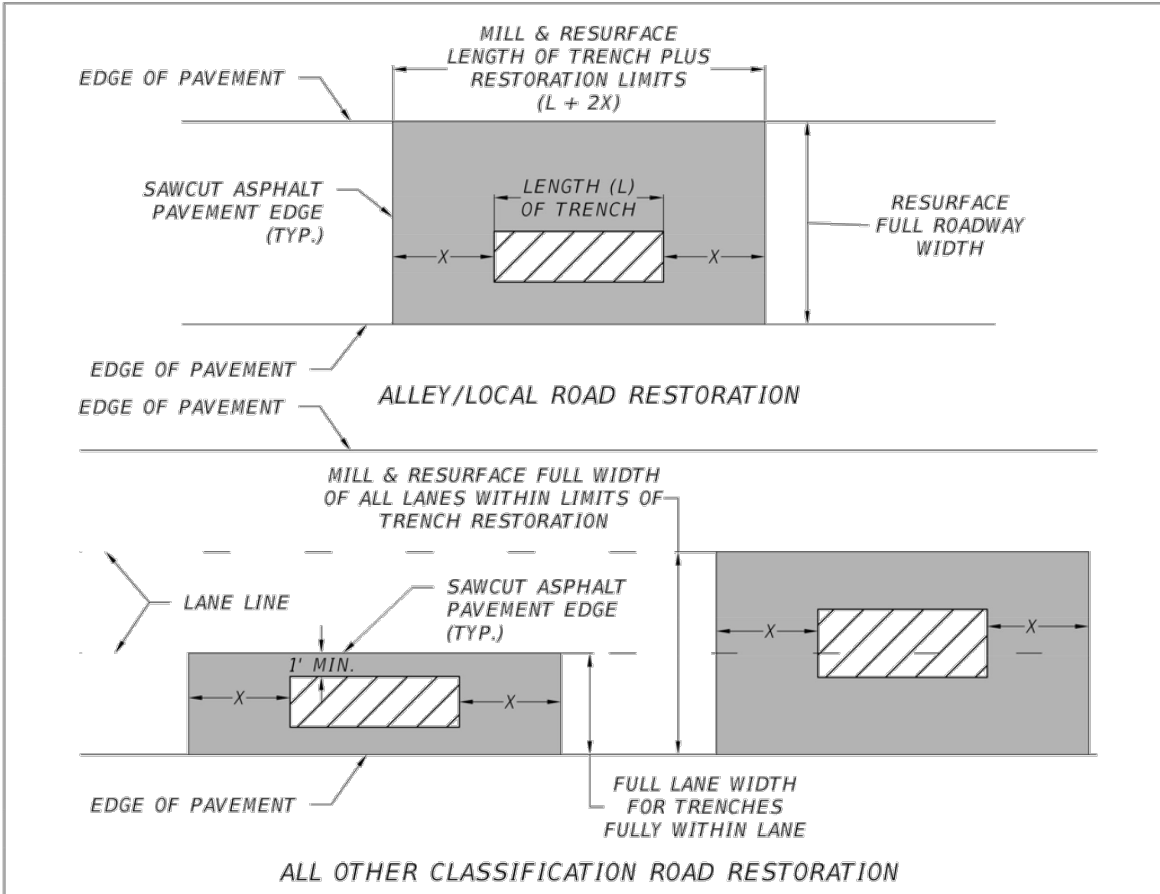 MILL & RESURFACE
LENGTH OF TRENCH PLUS
RESTORATION LIMITS
(L + 2X)
EDGE OF PAVEMENT
SAWCUT ASPHALT
PAVEMENT EDGE
(TYP.)
LENGTH (L)
OF TRENCH
X
X
RESURFACE
FULL ROADWAY
WIDTH
EDGE OF PAVEMENT
ALLEY/LOCAL ROAD RESTORATION
EDGE OF PAVEMENT
MILL & RESURFACE FULL WIDTH
OF ALL LANES WITHIN LIMITS OF
TRENCH RESTORATION
LANE LINE
SAWCUT ASPHALT
PAVEMENT EDGE
(TYP.)
1' MIN.
X
X
X
X
EDGE OF PAVEMENT
FULL LANE WIDTH
FOR TRENCHES
FULLY WITHIN LANE
ALL OTHER CLASSIFICATION ROAD RESTORATION